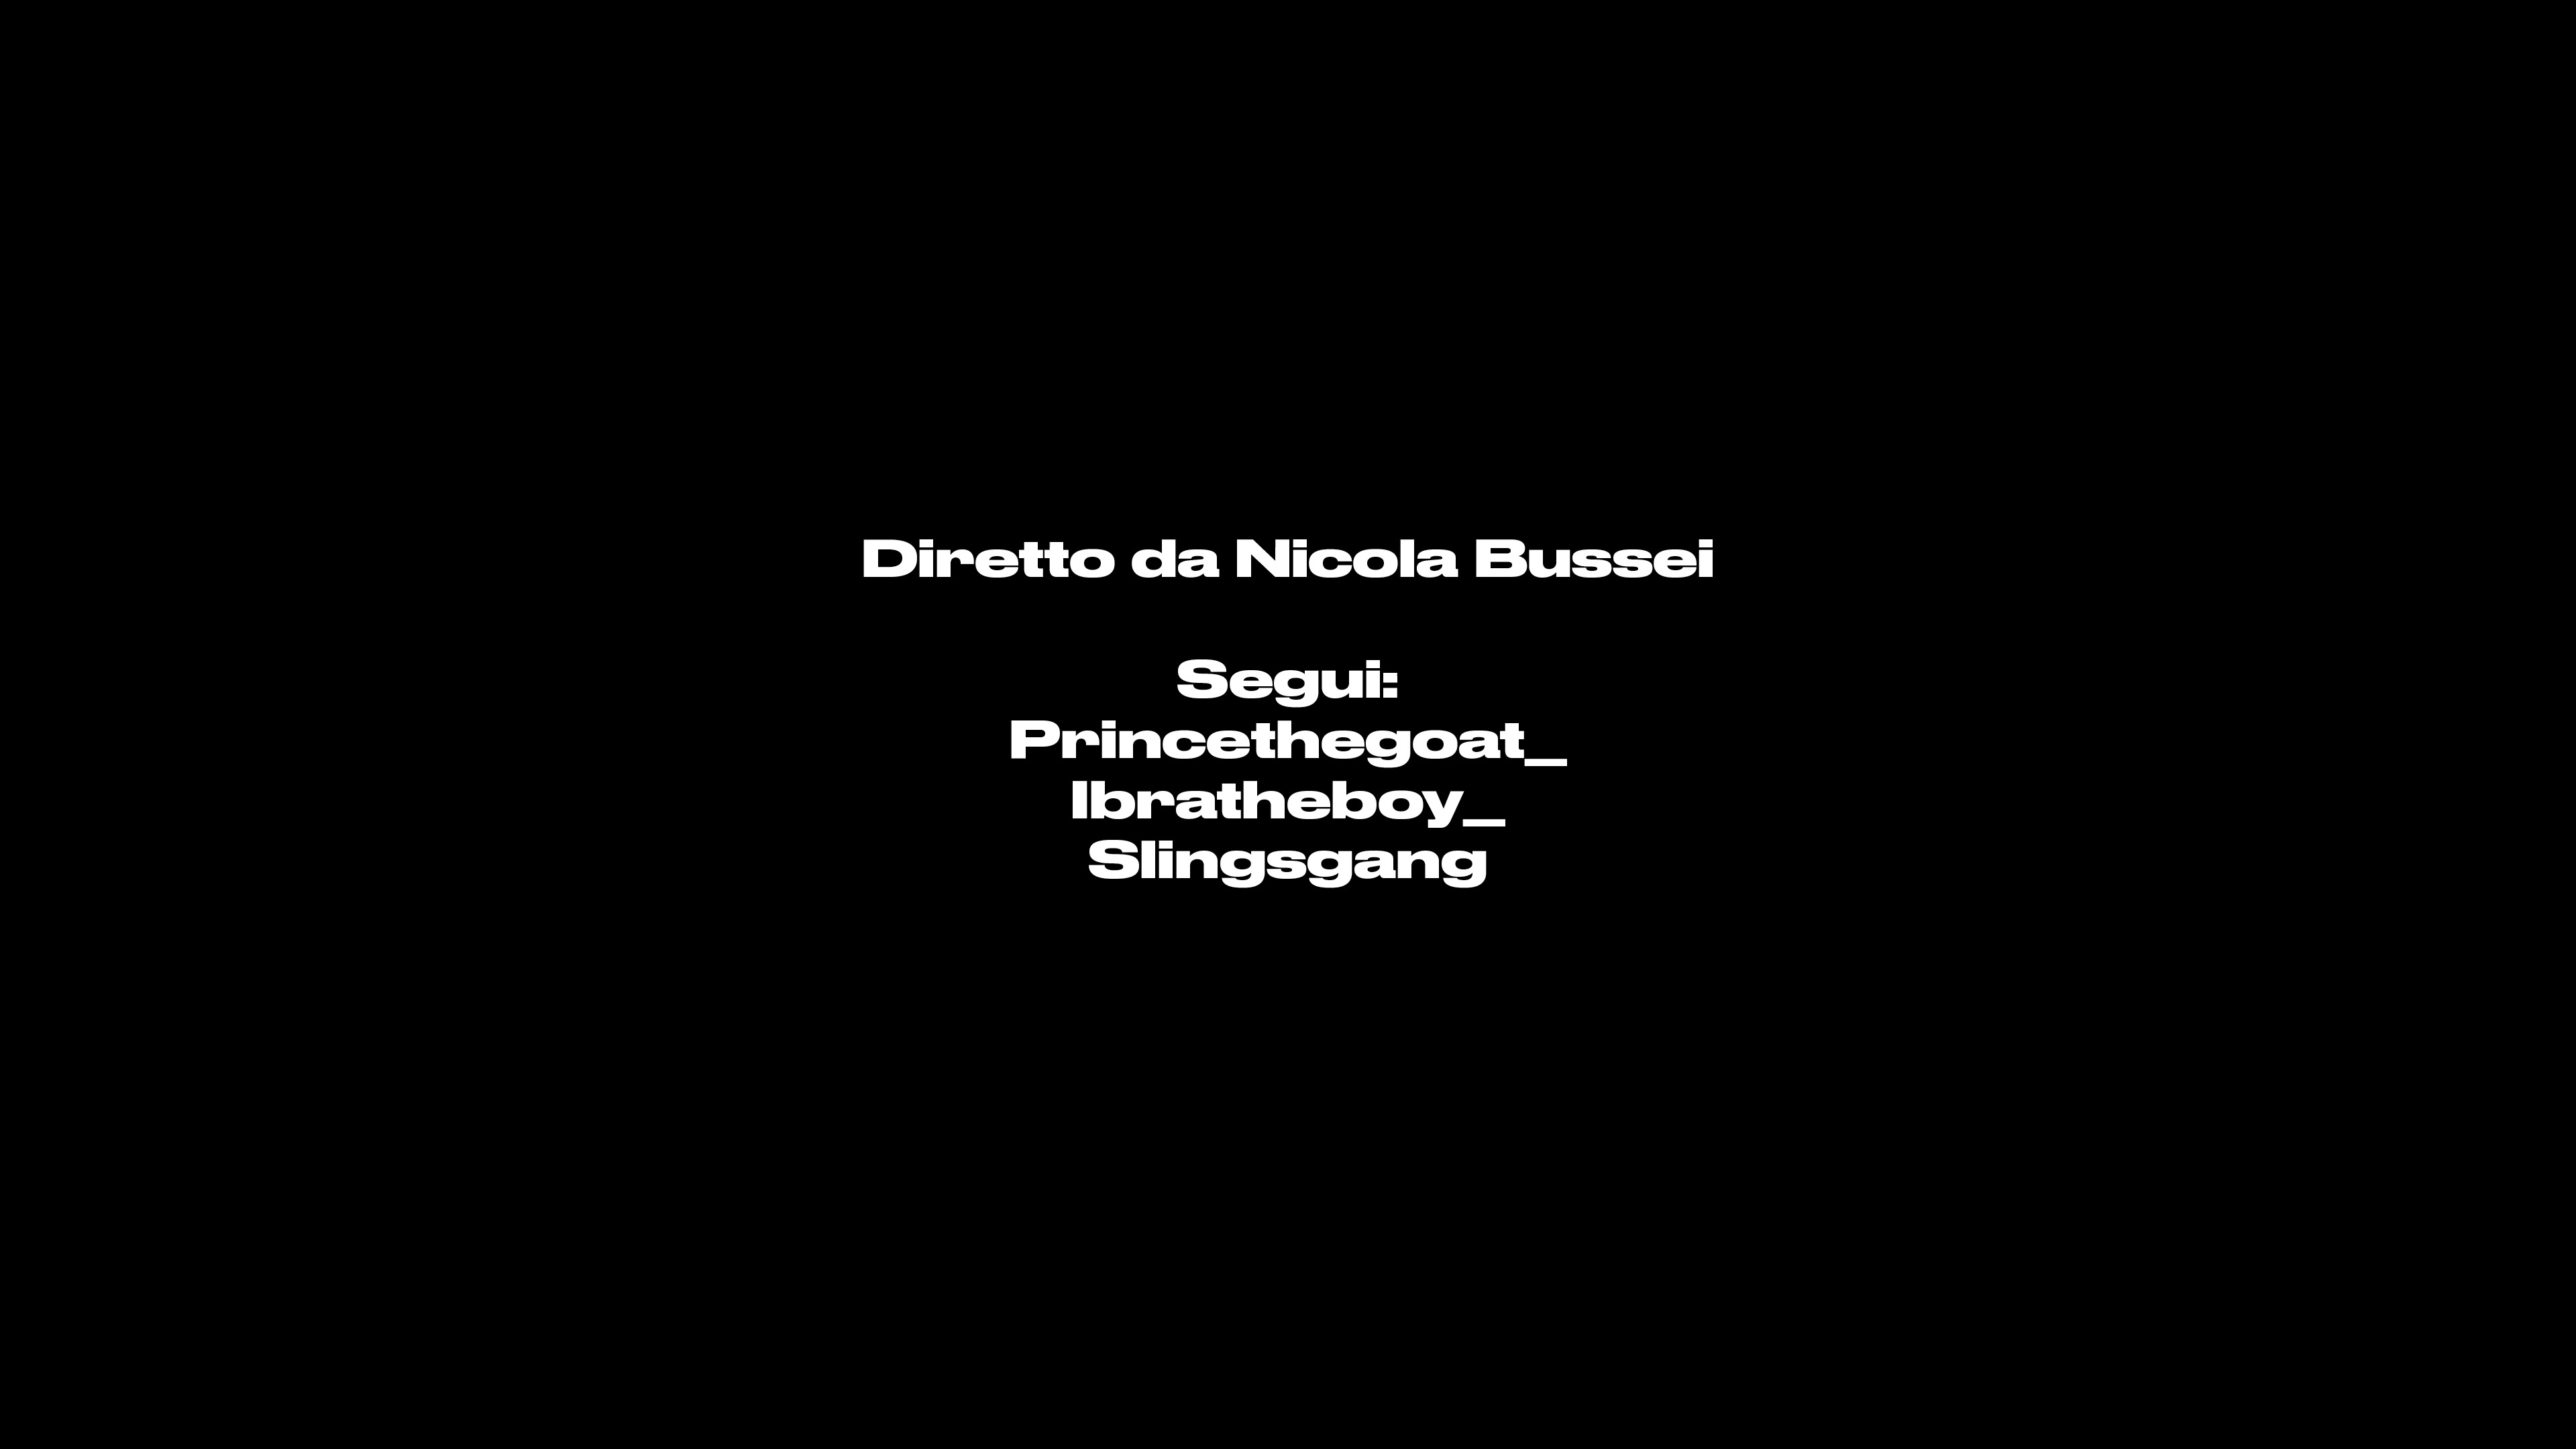 Diretto da Nicola Bussei
Segui:
Princethegoat_
Ibratheboy_
Slingsgang